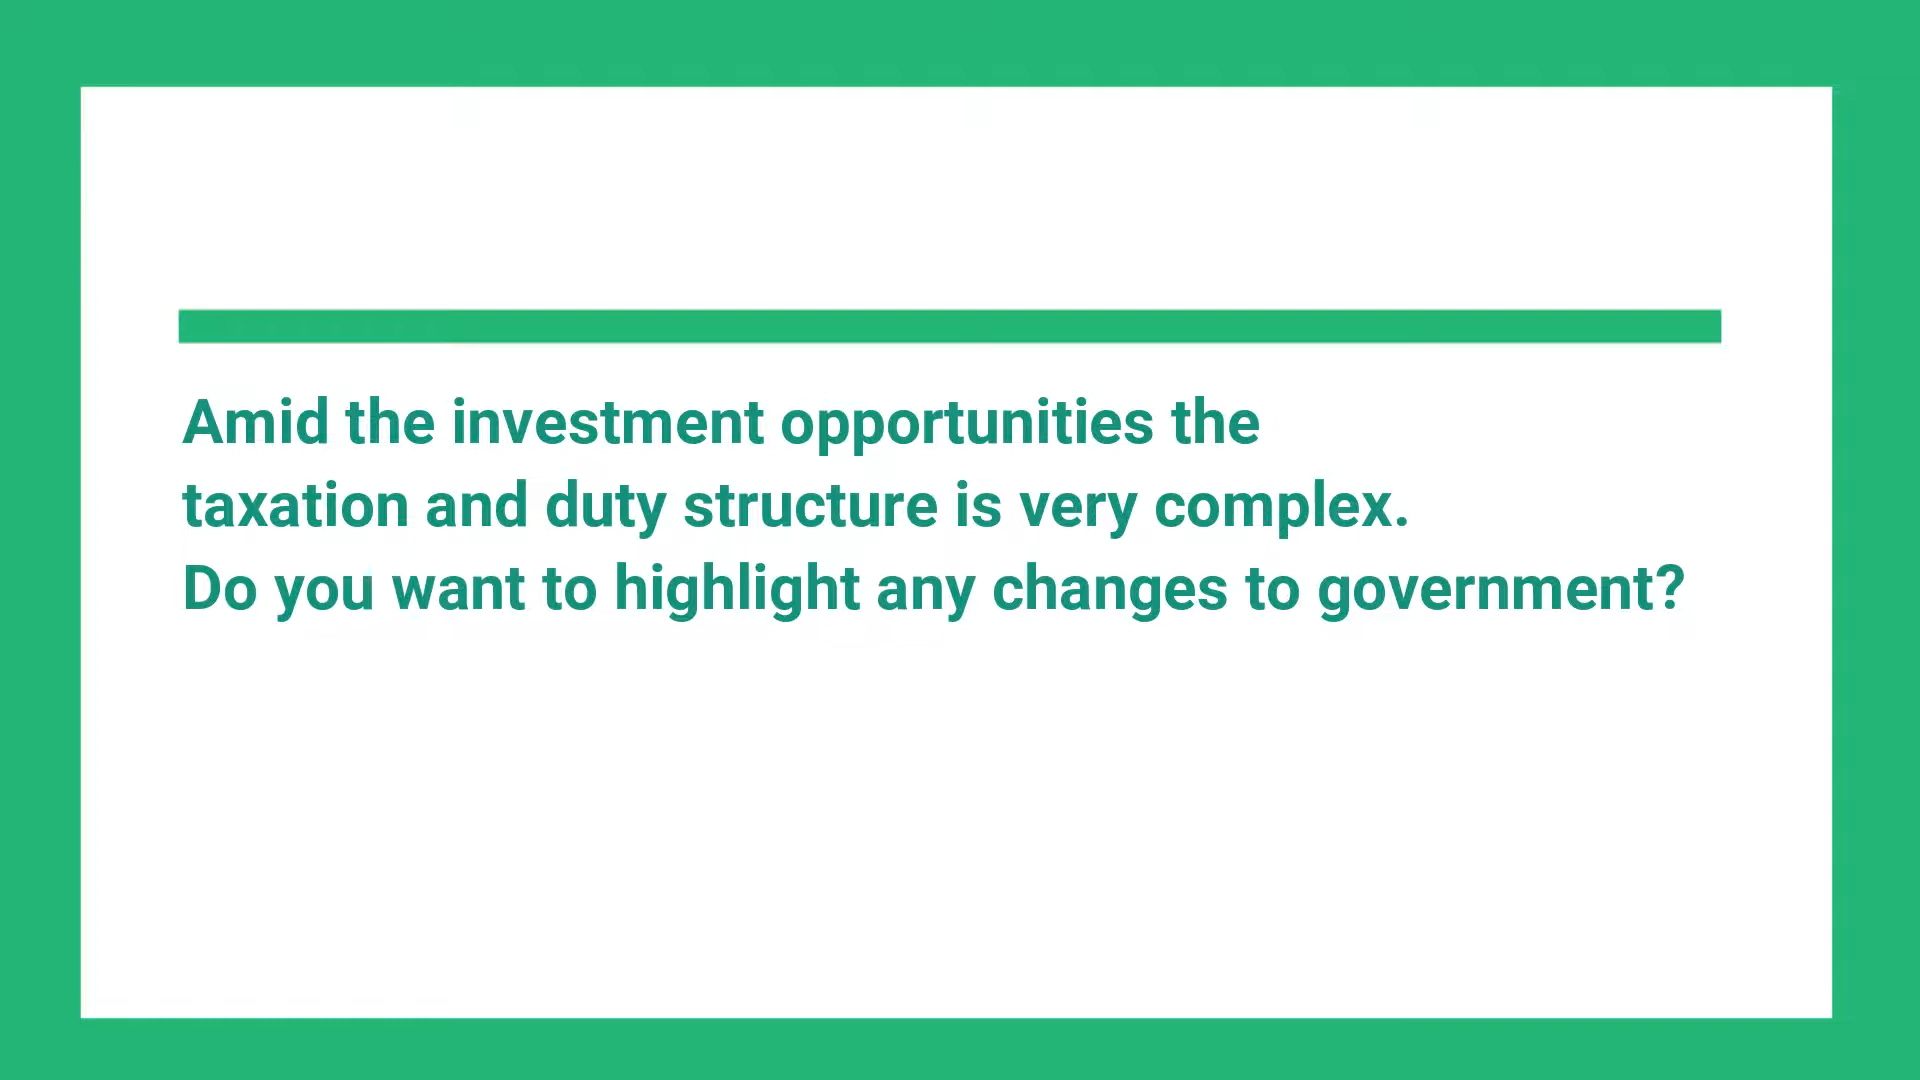 Amid the investment opportunities the
taxation and duty structure is very complex.
Do you want to highlight any changes to government?